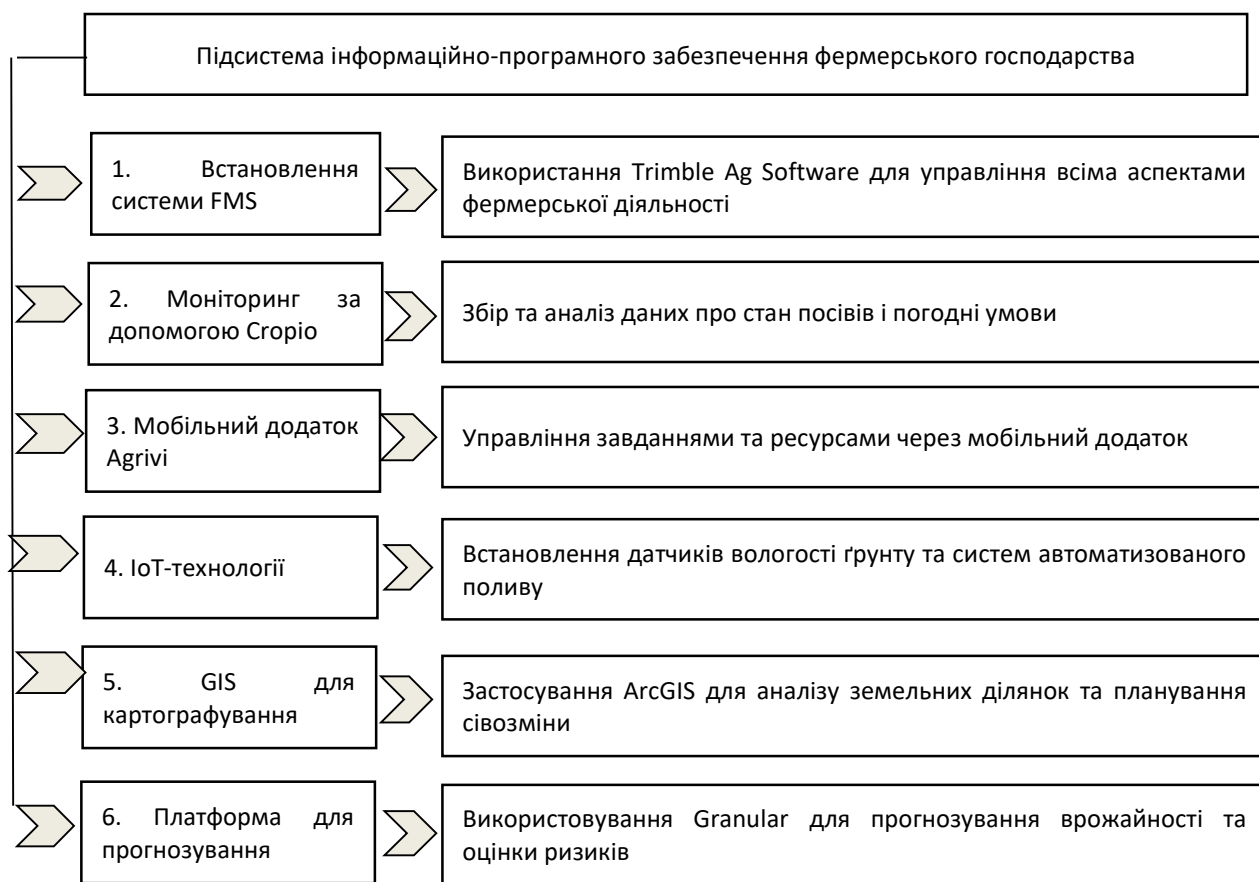 Підсистема інформаційно-програмного забезпечення фермерського господарства
1. Встановлення
системи FMS
Використання Trimble Ag Software для управління всіма аспектами
фермерської діяльності
2. Моніторинг за
допомогою Cropio
Збір та аналіз даних про стан посівів і погодні умови
3. Мобільний додаток
Agrivi
Управління завданнями та ресурсами через мобільний додаток
4. IoT-технології
Встановлення датчиків вологості ґрунту та систем автоматизованого
поливу
5. GIS для
картографування
Застосування ArcGIS для аналізу земельних ділянок та планування
сівозміни
6. Платформа для
прогнозування
Використовування Granular для прогнозування врожайності та
оцінки ризиків